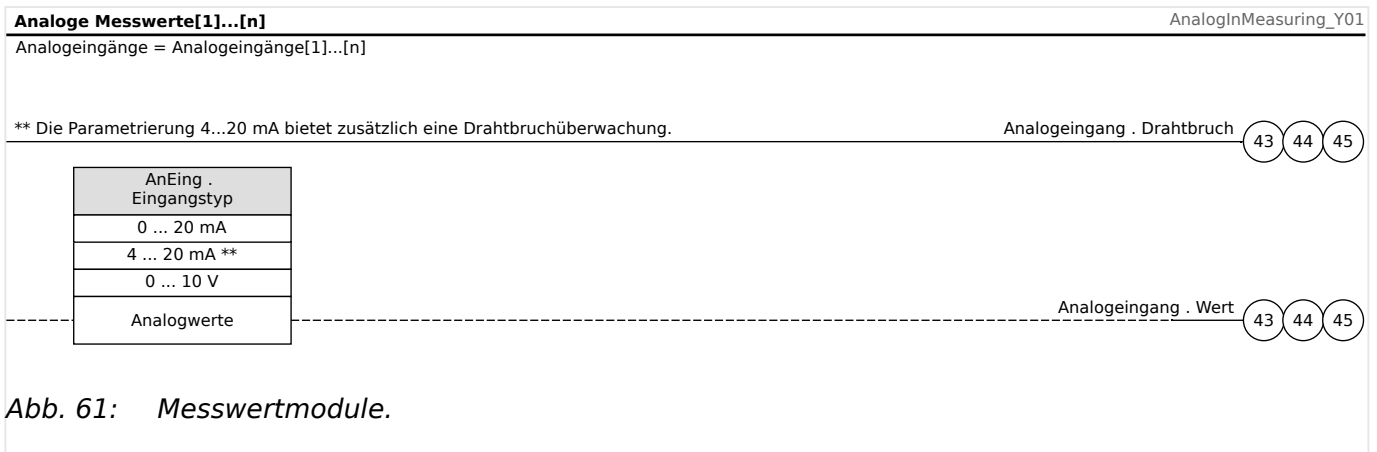 Analoge Messwerte[1]...[n]
AnalogInMeasuring_Y01
Analogeingänge = Analogeingänge[1]...[n]
** Die Parametrierung 4...20 mA bietet zusätzlich eine Drahtbruchüberwachung.
Analogeingang . Drahtbruch
43 44 45
AnEing .
Eingangstyp
0 ... 20 mA
4 ... 20 mA **
0 ... 10 V
Analogwerte
Analogeingang . Wert
43 44 45
Abb. 61: Messwertmodule.